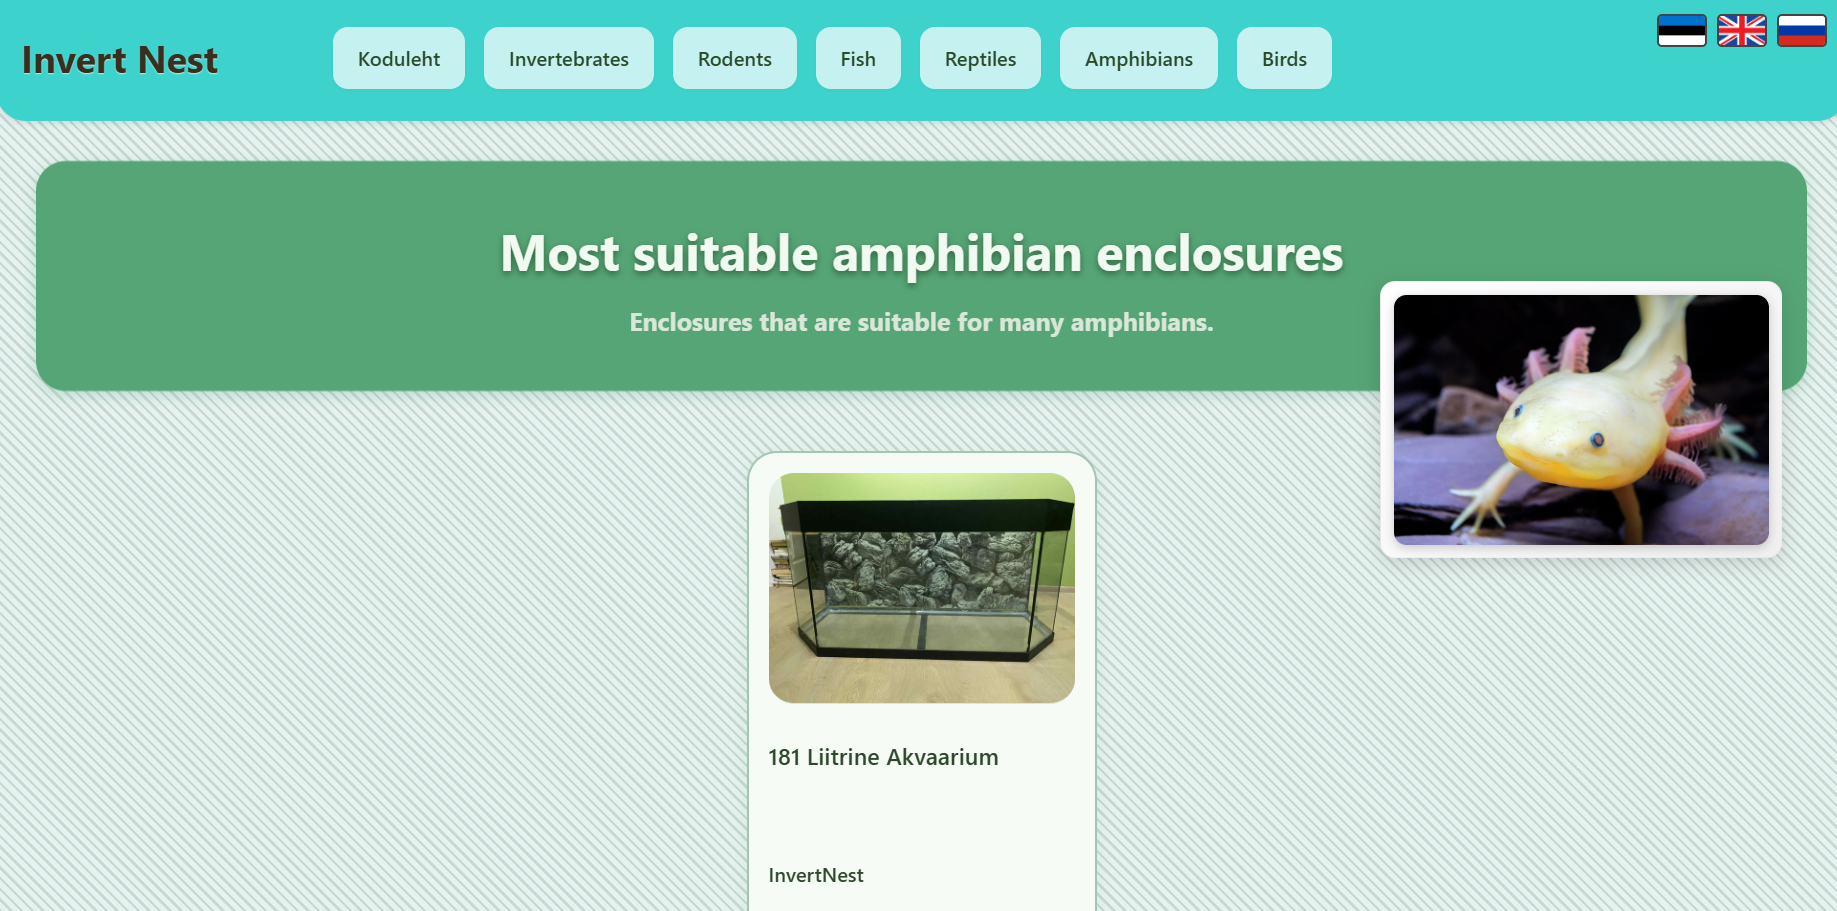 Invert Nest
Koduleht
Invertebrates
Rodents
Fish
Reptiles
Amphibians
Birds
Most suitable amphibian enclosures
Enclosures that are suitable for many amphibians.
181 Liitrine Akvaarium
InvertNest